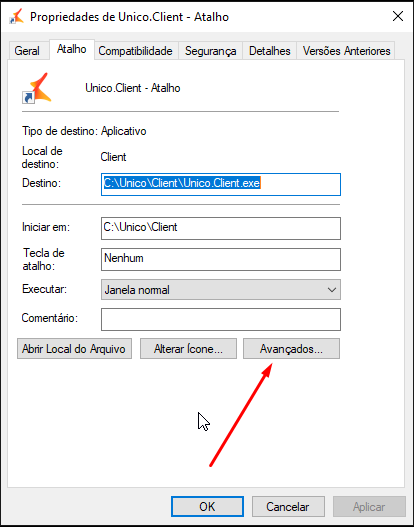 Propriedades de Unico.Client - Atalho
Geral Atalho Compatibilidade Segurança Detalhes Versões Anteriores
Unico.Client - Atalho
Tipo de destino: Aplicativo
Local de destino: Client
Destino: C:\Unico\Client\Unico.Client.exe
Iniciar em: C:\Unico\Client
Tecla de atalho: Nenhum
Executar: Janela normal
Comentário:
Abrir Local do Arquivo Alterar Ícone... Avançados...
OK Cancelar Aplicar